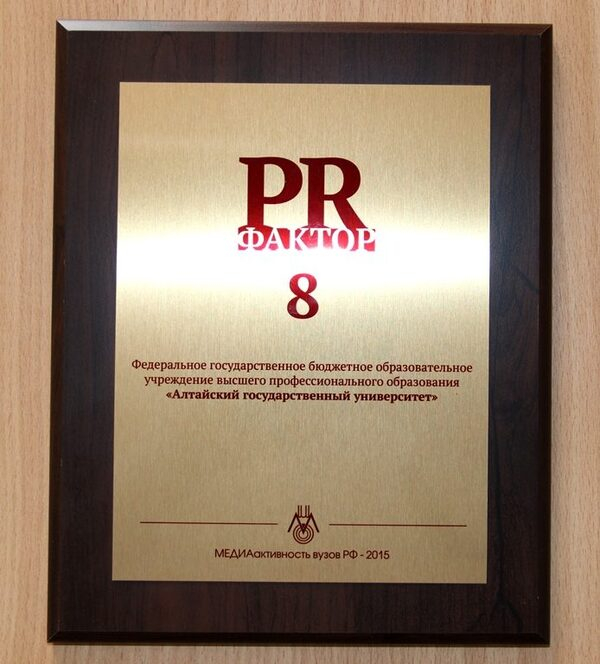 PR
ФАКТОР
8
Федеральное государственное бюджетное образовательное
учреждение высшего профессионального образования
«Алтайский государственный университет»
МЕДИАактивность вузов РФ - 2015